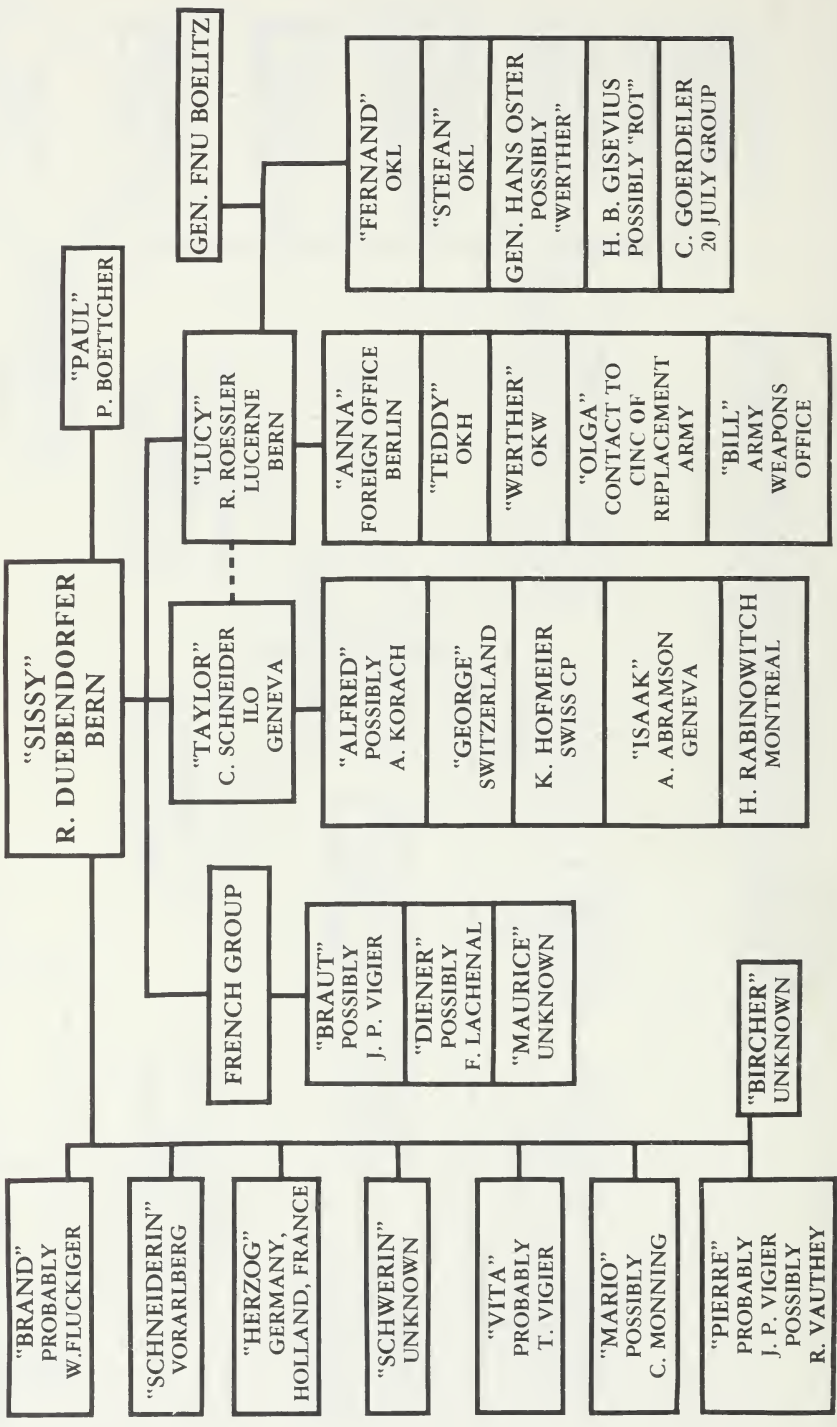 "SISSY"
R. DUEBENDORFER
BERN
"PAUL"
P. BOETTCHER
GEN. FNU BOELITZ
FRENCH GROUP
"TAYLOR"
C. SCHNEIDER
ILO
GENEVA
"LUCY"
R. ROESSLER
LUCERNE
BERN
"BRAND"
PROBABLY
W.FLUCKIGER
"SCHNEIDERIN"
VORARLBERG
"HERZOG"
GERMANY,
HOLLAND, FRANCE
"SCHWERIN"
UNKNOWN
"VITA"
PROBABLY
T. VIGIER
"MARIO"
POSSIBLY
C. MONNING
"PIERRE"
PROBABLY
J. P. VIGIER
POSSIBLY
R. VAUTHEY
"BIRCHER"
UNKNOWN
"BRAUT"
POSSIBLY
J. P. VIGIER
"DIENER"
POSSIBLY
F. LACHENAL
"MAURICE"
UNKNOWN
"ALFRED"
POSSIBLY
A. KORACH
"GEORGE"
SWITZERLAND
K. HOFMEIER
SWISS CP
"ISAAK"
A. ABRAMSON
GENEVA
H. RABINOWITCH
MONTREAL
"ANNA"
FOREIGN OFFICE
BERLIN
"TEDDY"
OKH
"WERTHER"
OKW
"OLGA"
CONTACT TO
CINC OF
REPLACEMENT
ARMY
"BILL"
ARMY
WEAPONS
OFFICE
"FERNAND"
OKL
"STEFAN"
OKL
GEN. HANS OSTER
POSSIBLY
"WERTHER"
H. B. GISEVIUS
POSSIBLY "ROT"
C. GOERDELER
20 JULY GROUP